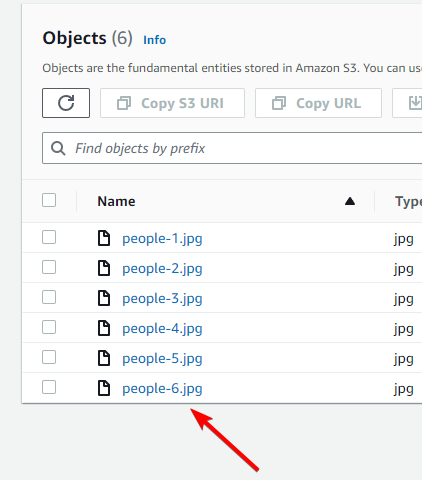 Objects (6) Info
Objects are the fundamental entities stored in Amazon S3. You can
Copy S3 URI Copy URL
Find objects by prefix
Name Type
people-1.jpg jpg
people-2.jpg jpg
people-3.jpg jpg
people-4.jpg jpg
people-5.jpg jpg
people-6.jpg jpg